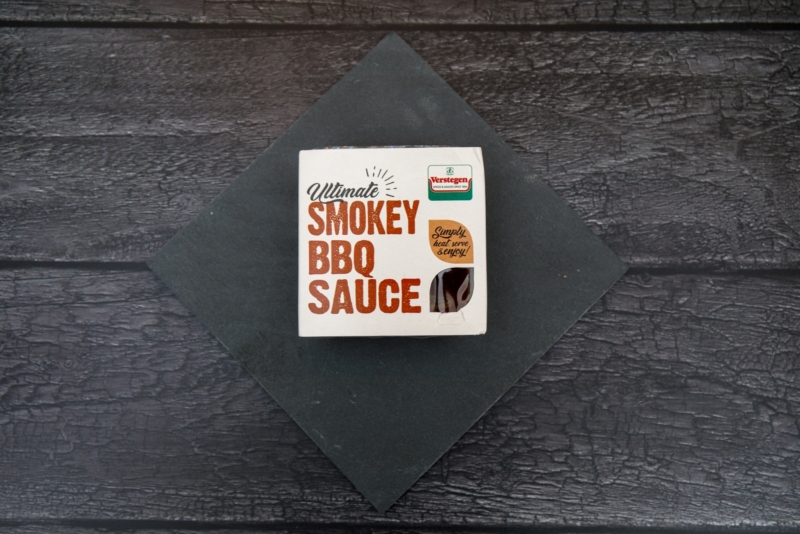 Ultimate
SMOKEY
BBQ
SAUCE
Verstegen
Simply
heat serve
& enjoy!